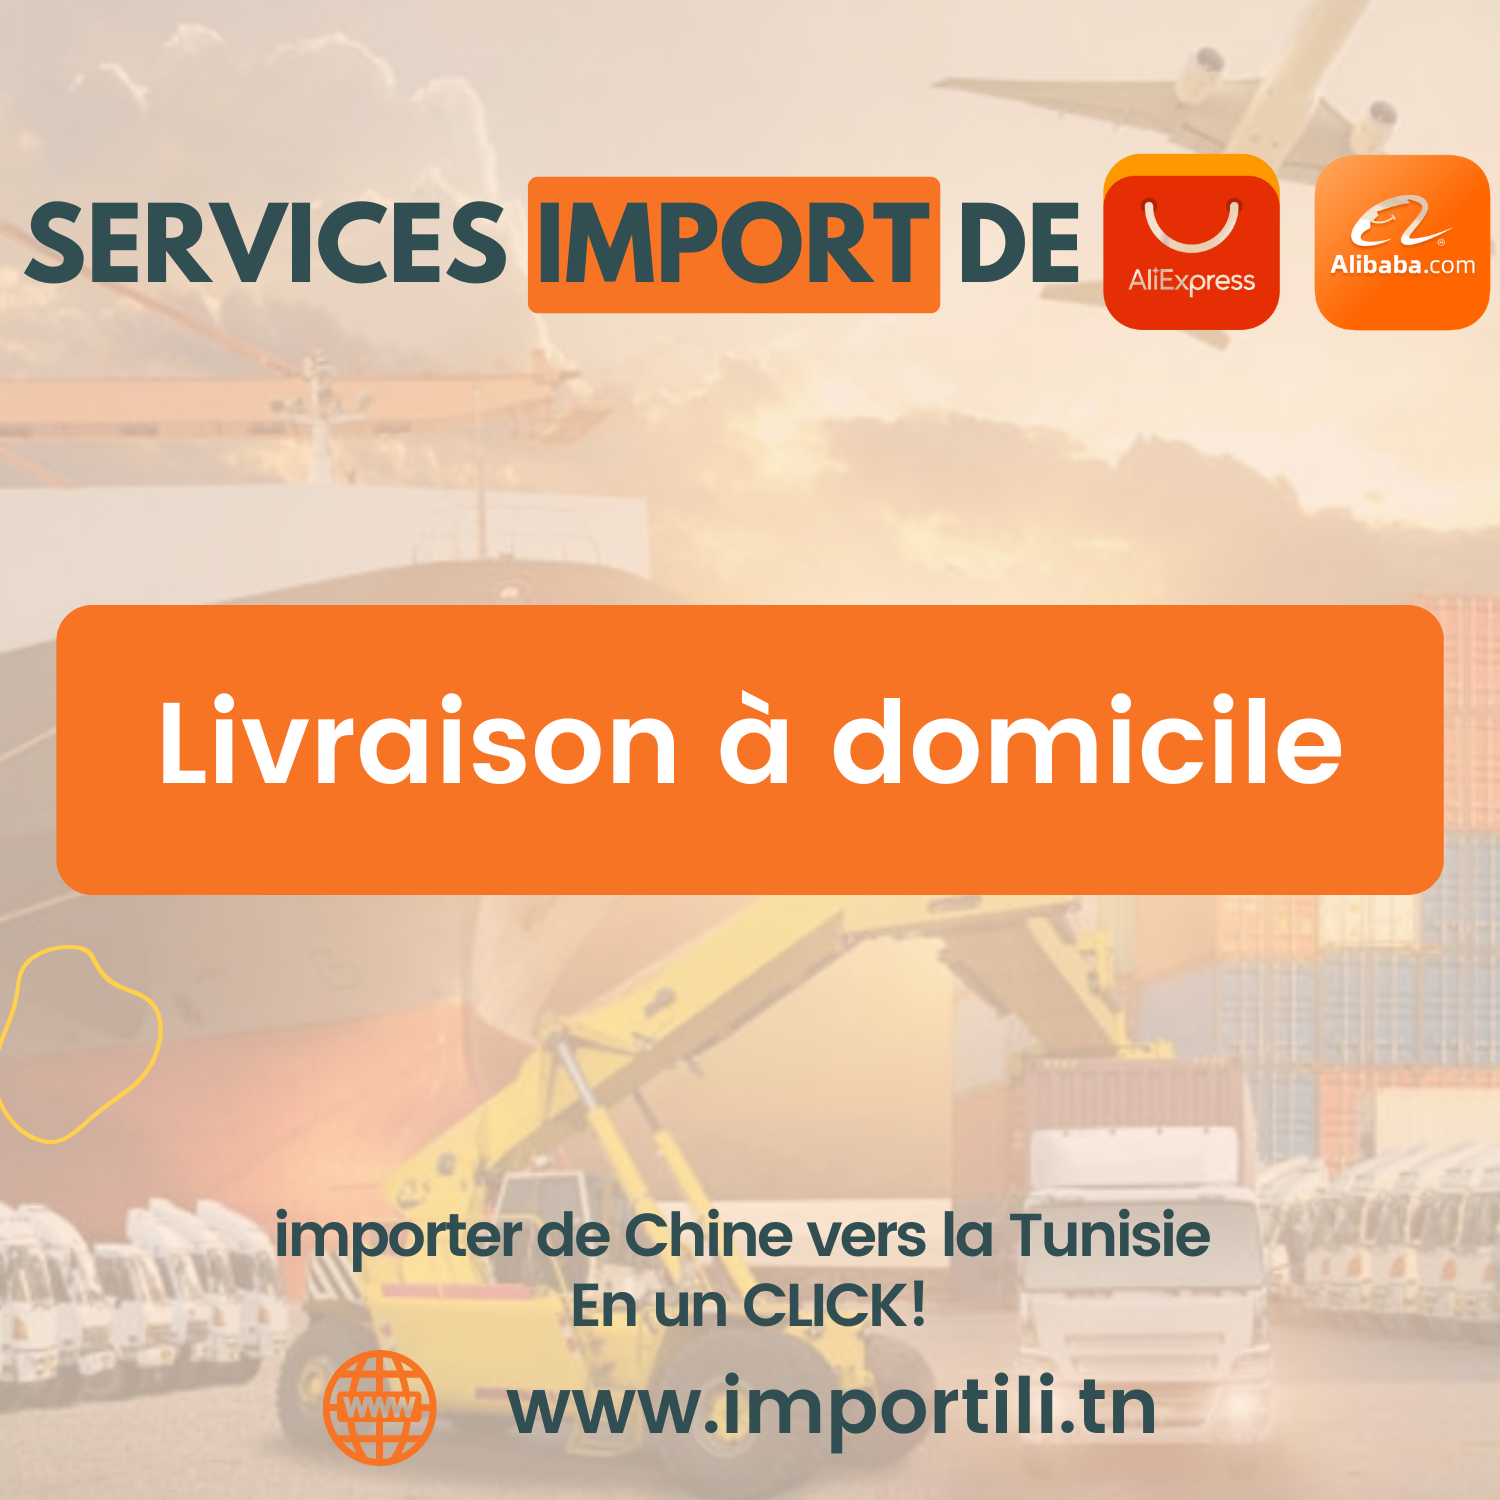 SERVICES IMPORT DE
AliExpress
Alibaba.com
Livraison à domicile
importer de Chine vers la Tunisie
En un CLICK!
www
www.importili.tn